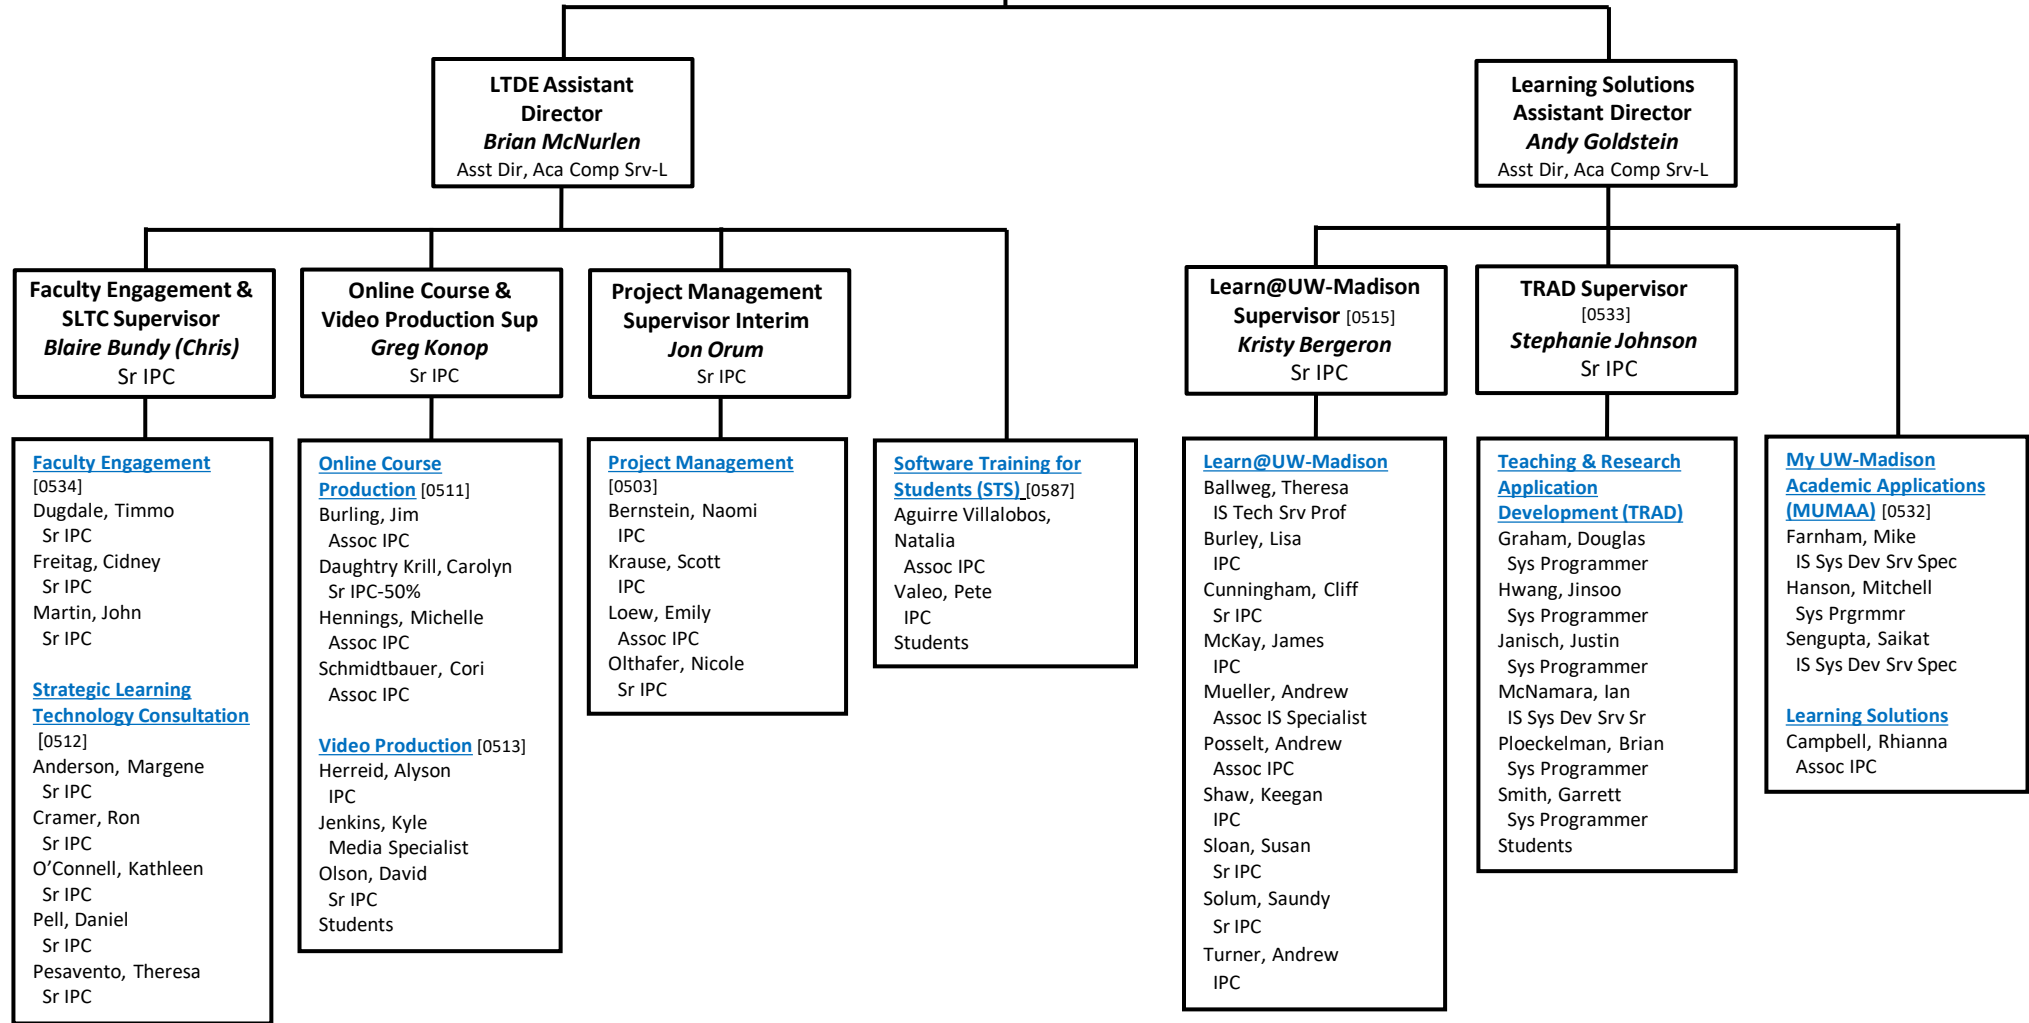 LTDE Assistant
Director
Brian McNurlen
Asst Dir, Aca Comp Srv-L
Learning Solutions
Assistant Director
Andy Goldstein
Asst Dir, Aca Comp Srv-L
Faculty Engagement &
SLTC Supervisor
Blaire Bundy (Chris)
Sr IPC
Online Course &
Video Production Sup
Greg Konop
Sr IPC
Project Management
Supervisor Interim
Jon Orum
Sr IPC
Learn@UW-Madison
Supervisor [0515]
Kristy Bergeron
Sr IPC
TRAD Supervisor
[0533]
Stephanie Johnson
Sr IPC
Faculty Engagement
[0534]
Dugdale, Timmo
Sr IPC
Freitag, Cidney
Sr IPC
Martin, John
Sr IPC
Strategic Learning
Technology Consultation
[0512]
Anderson, Margene
Sr IPC
Cramer, Ron
Sr IPC
O’Connell, Kathleen
Sr IPC
Pell, Daniel
Sr IPC
Pesavento, Theresa
Sr IPC
Online Course
Production [0511]
Burling, Jim
Assoc IPC
Daughtry Krill, Carolyn
Sr IPC-50%
Hennings, Michelle
Assoc IPC
Schmidtbauer, Cori
Assoc IPC
Video Production [0513]
Herreid, Alyson
IPC
Jenkins, Kyle
Media Specialist
Olson, David
Sr IPC
Students
Project Management
[0503]
Bernstein, Naomi
IPC
Krause, Scott
IPC
Loew, Emily
Assoc IPC
Olthafer, Nicole
Sr IPC
Software Training for
Students (STS) [0587]
Aguirre Villalobos,
Natalia
Assoc IPC
Valeo, Pete
IPC
Students
Learn@UW-Madison
Ballweg, Theresa
IS Tech Srv Prof
Burley, Lisa
IPC
Cunningham, Cliff
Sr IPC
McKay, James
IPC
Mueller, Andrew
Assoc IS Specialist
Posselt, Andrew
Assoc IPC
Shaw, Keegan
IPC
Sloan, Susan
Sr IPC
Solum, Saundy
Sr IPC
Turner, Andrew
IPC
Teaching & Research
Application
Development (TRAD)
Graham, Douglas
Sys Programmer
Hwang, Jinsoo
Sys Programmer
Janisch, Justin
Sys Programmer
McNamara, Ian
IS Sys Dev Srv Sr
Ploeckelman, Brian
Sys Programmer
Smith, Garrett
Sys Programmer
Students
My UW-Madison
Academic Applications
(MUMAA) [0532]
Farnham, Mike
IS Sys Dev Srv Spec
Hanson, Mitchell
Sys Prgrmmr
Sengupta, Saikat
IS Sys Dev Srv Spec
Learning Solutions
Campbell, Rhianna
Assoc IPC